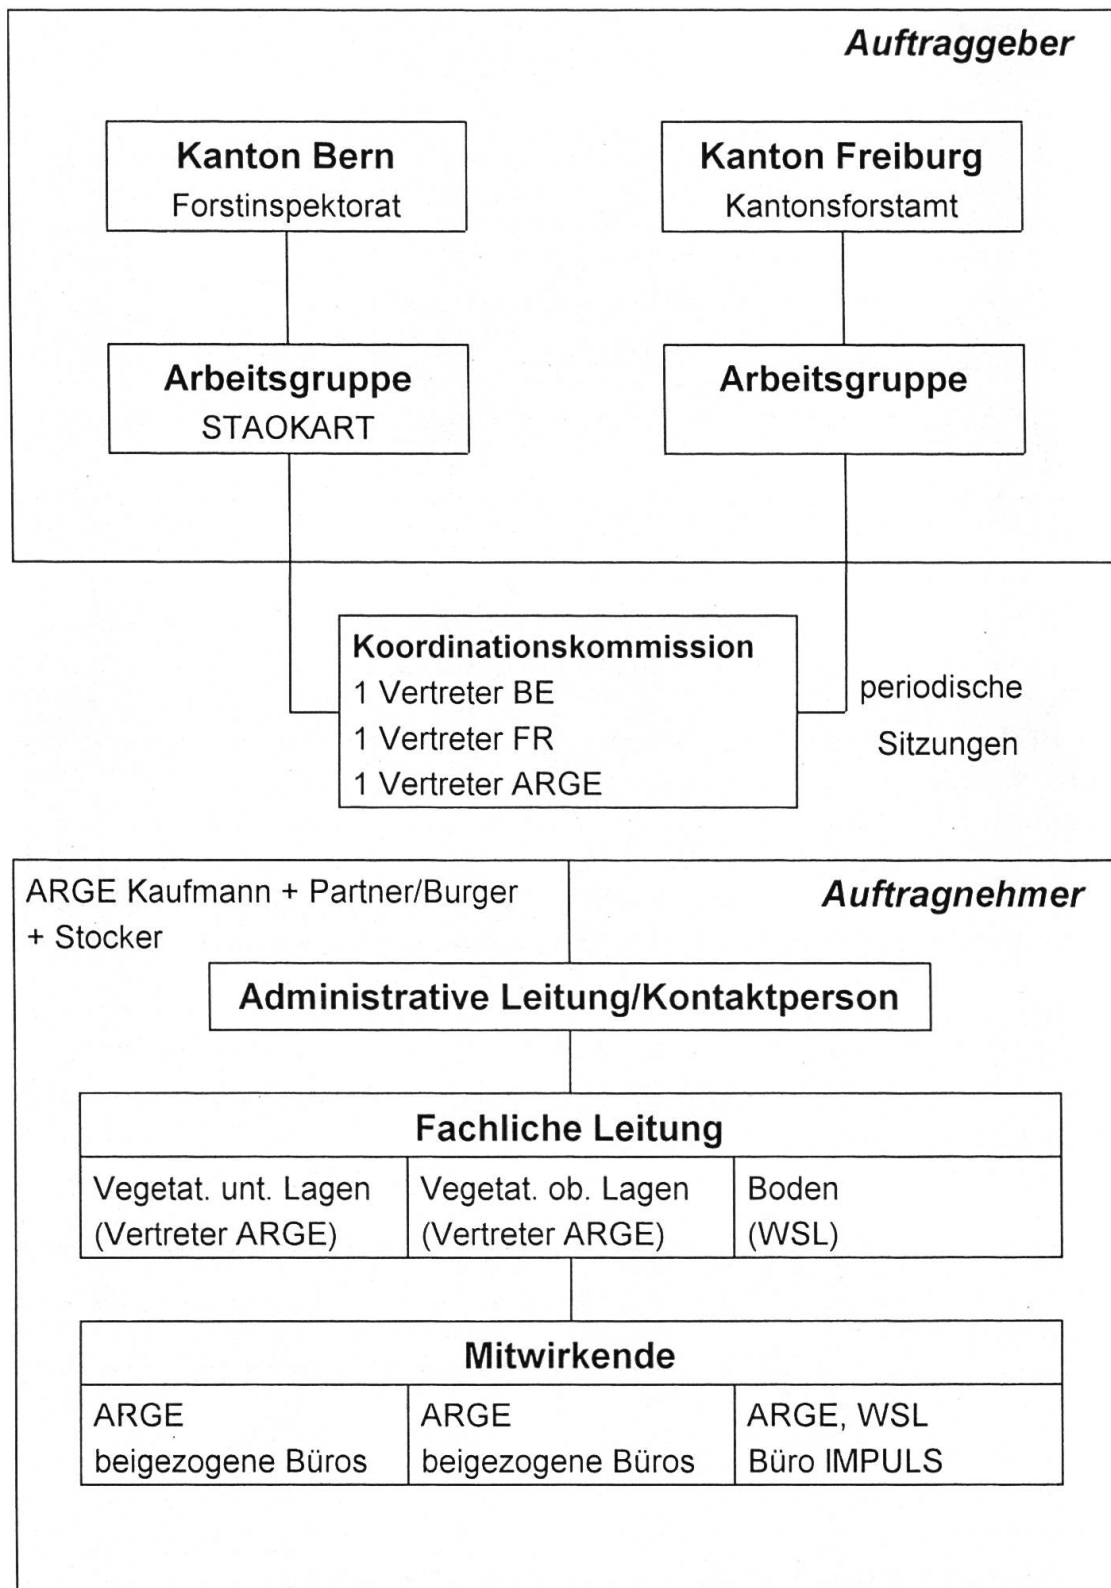 Auftraggeber
Kanton Bern
Forstinspektorat
Kanton Freiburg
Kantonsforstamt
Arbeitsgruppe
STAOKART
Arbeitsgruppe
Koordinationskommission
1 Vertreter BE
1 Vertreter FR
1 Vertreter ARGE
periodische
Sitzungen
ARGE Kaufmann + Partner/Burger
+ Stocker
Auftragnehmer
Administrative Leitung/Kontaktperson
Fachliche Leitung
Vegetat. unt. Lagen
(Vertreter ARGE)
Vegetat. ob. Lagen
(Vertreter ARGE)
Boden
(WSL)
Mitwirkende
ARGE
beigezogene Büros
ARGE
beigezogene Büros
ARGE, WSL
Büro IMPULS